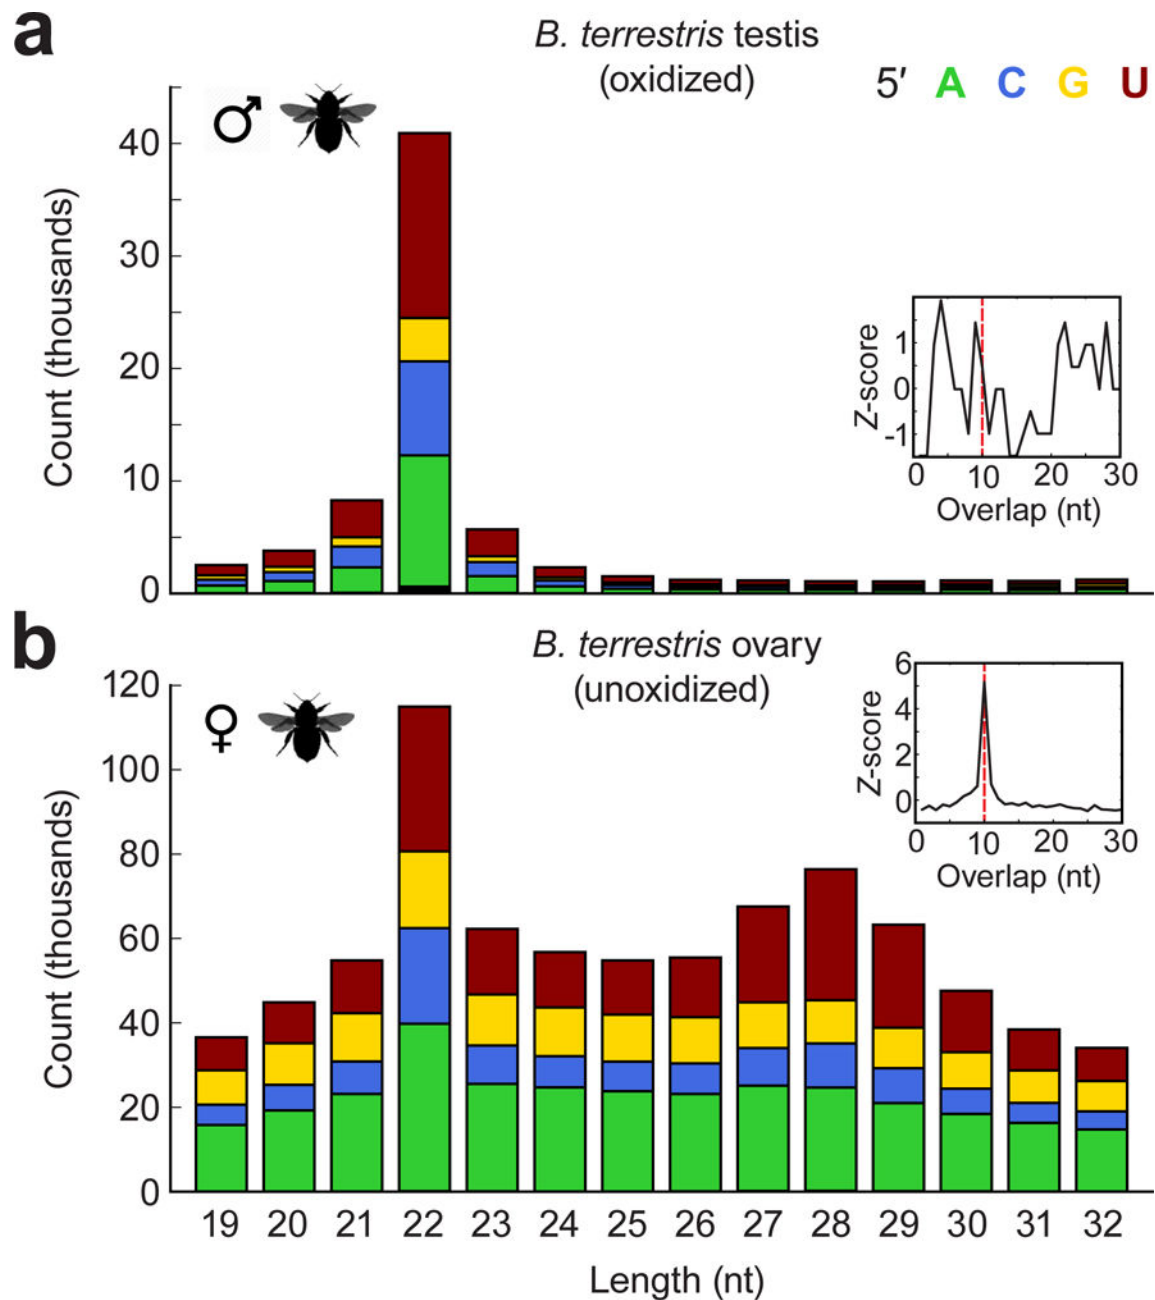 a
B. terrestris testis
(oxidized)
5′ A C G U
♂
Count (thousands)
40
30
20
10
0
Z-score
1
0
-1
0 10 20 30
Overlap (nt)
b
B. terrestris ovary
(unoxidized)
♀
Count (thousands)
120
100
80
60
40
20
0
Z-score
6
4
2
0
0 10 20 30
Overlap (nt)
19 20 21 22 23 24 25 26 27 28 29 30 31 32
Length (nt)